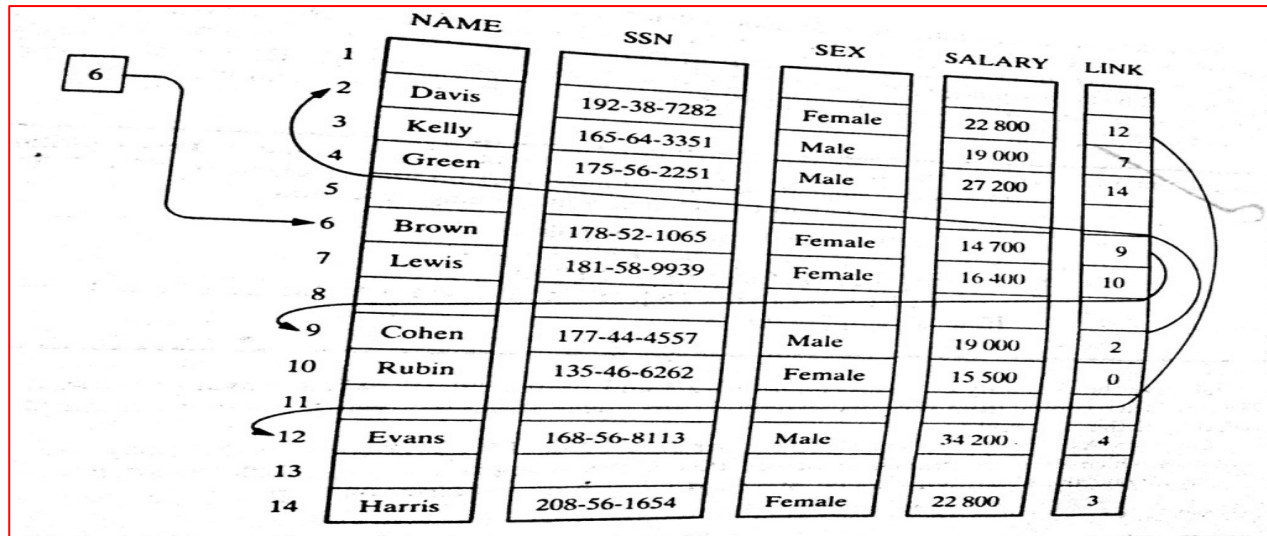 NAME SSN SEX SALARY LINK
6
1
2 Davis 192-38-7282 Female 22 800 12
3 Kelly 165-64-3351 Male 19 000 7
4 Green 175-56-2251 Male 27 200 14
5
6 Brown 178-52-1065 Female 14 700 9
7 Lewis 181-58-9939 Female 16 400 10
8
9 Cohen 177-44-4557 Male 19 000 2
10 Rubin 135-46-6262 Female 15 500 0
11
12 Evans 168-56-8113 Male 34 200 4
13
14 Harris 208-56-1654 Female 22 800 3